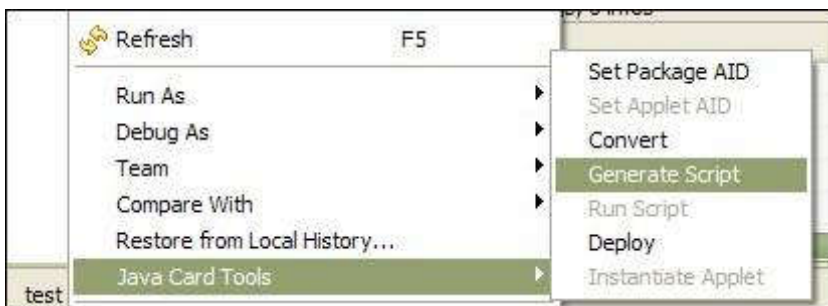 Refresh F5
Run As
Debug As
Team
Compare With
Restore from Local History...
Java Card Tools
Set Package AID
Set Applet AID
Convert
Generate Script
Run Script
Deploy
Instantiate Applet
test